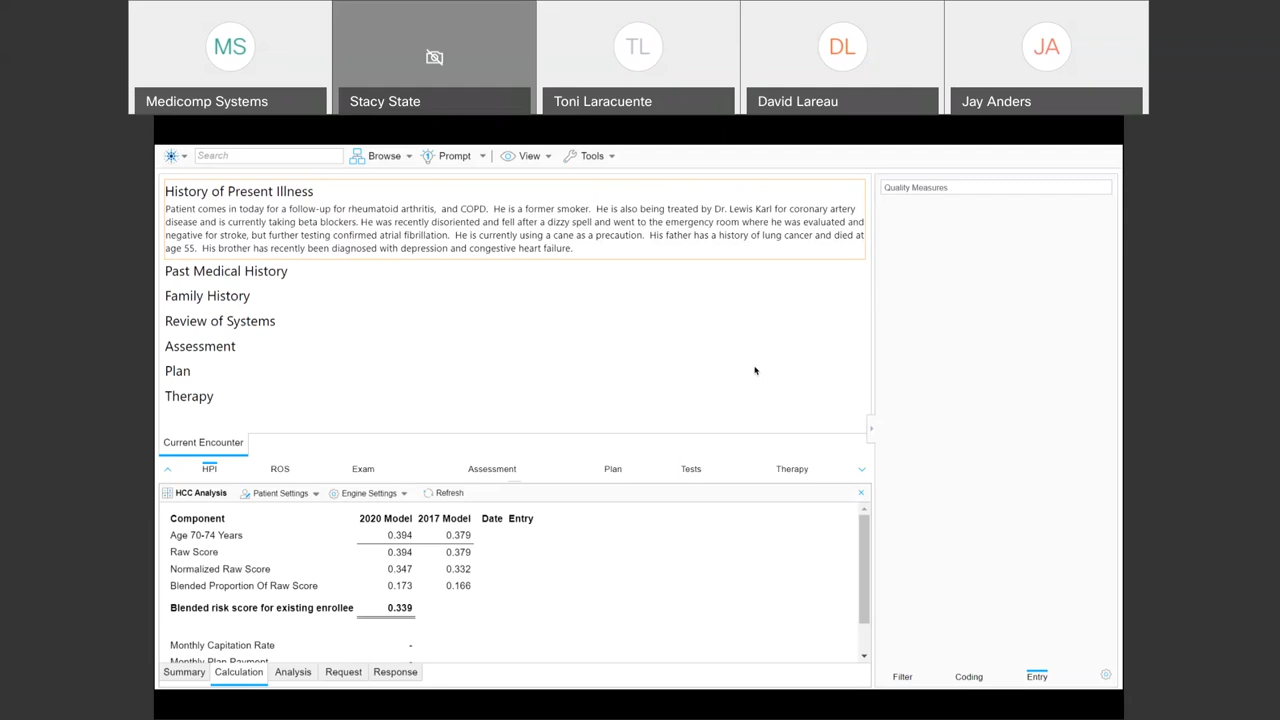 MS TL DL JA
Medicomp Systems Stacy State Toni Laracuente David Lareau Jay Anders
Search Browse Prompt View Tools
Quality Measures
History of Present Illness
Patient comes in today for a follow-up for rheumatoid arthritis,  and COPD.  He is a former smoker.  He is also being treated by Dr. Lewis Karl for coronary artery
disease and is currently taking beta blockers. He was recently disoriented and fell after a dizzy spell and went to the emergency room where he was evaluated and
negative for stroke, but further testing confirmed atrial fibrillation.  He is currently using a cane as a precaution.  His father has a history of lung cancer and died at
age 55.  His brother has recently been diagnosed with depression and congestive heart failure.
Past Medical History
Family History
Review of Systems
Assessment
Plan
Therapy
Current Encounter
HPI ROS Exam Assessment Plan Tests Therapy
HCC Analysis Patient Settings Engine Settings Refresh
Component 2020 Model 2017 Model Date Entry
Age 70-74 Years 0.394 0.379
Raw Score 0.394 0.379
Normalized Raw Score 0.347 0.332
Blended Proportion Of Raw Score 0.173 0.166
Blended risk score for existing enrollee 0.339
Monthly Capitation Rate -
Monthly Plan Payment -
Summary Calculation Analysis Request Response
Filter Coding Entry